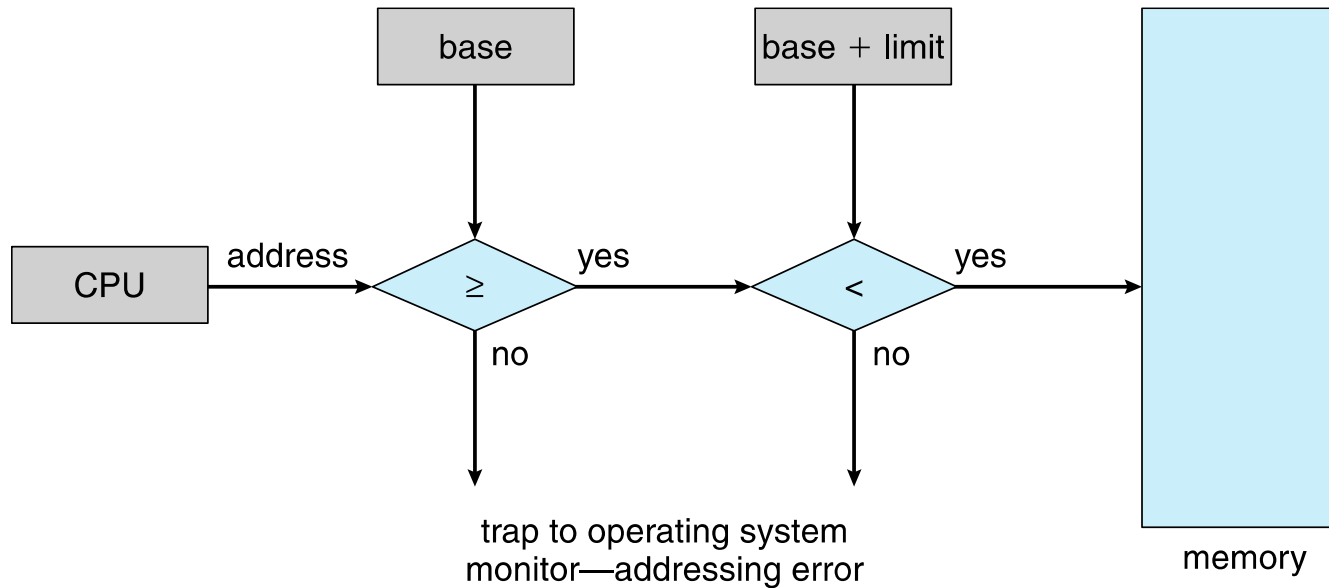 base
base + limit
CPU
address
≥
yes
<
yes
no
no
trap to operating system
monitor—addressing error
memory